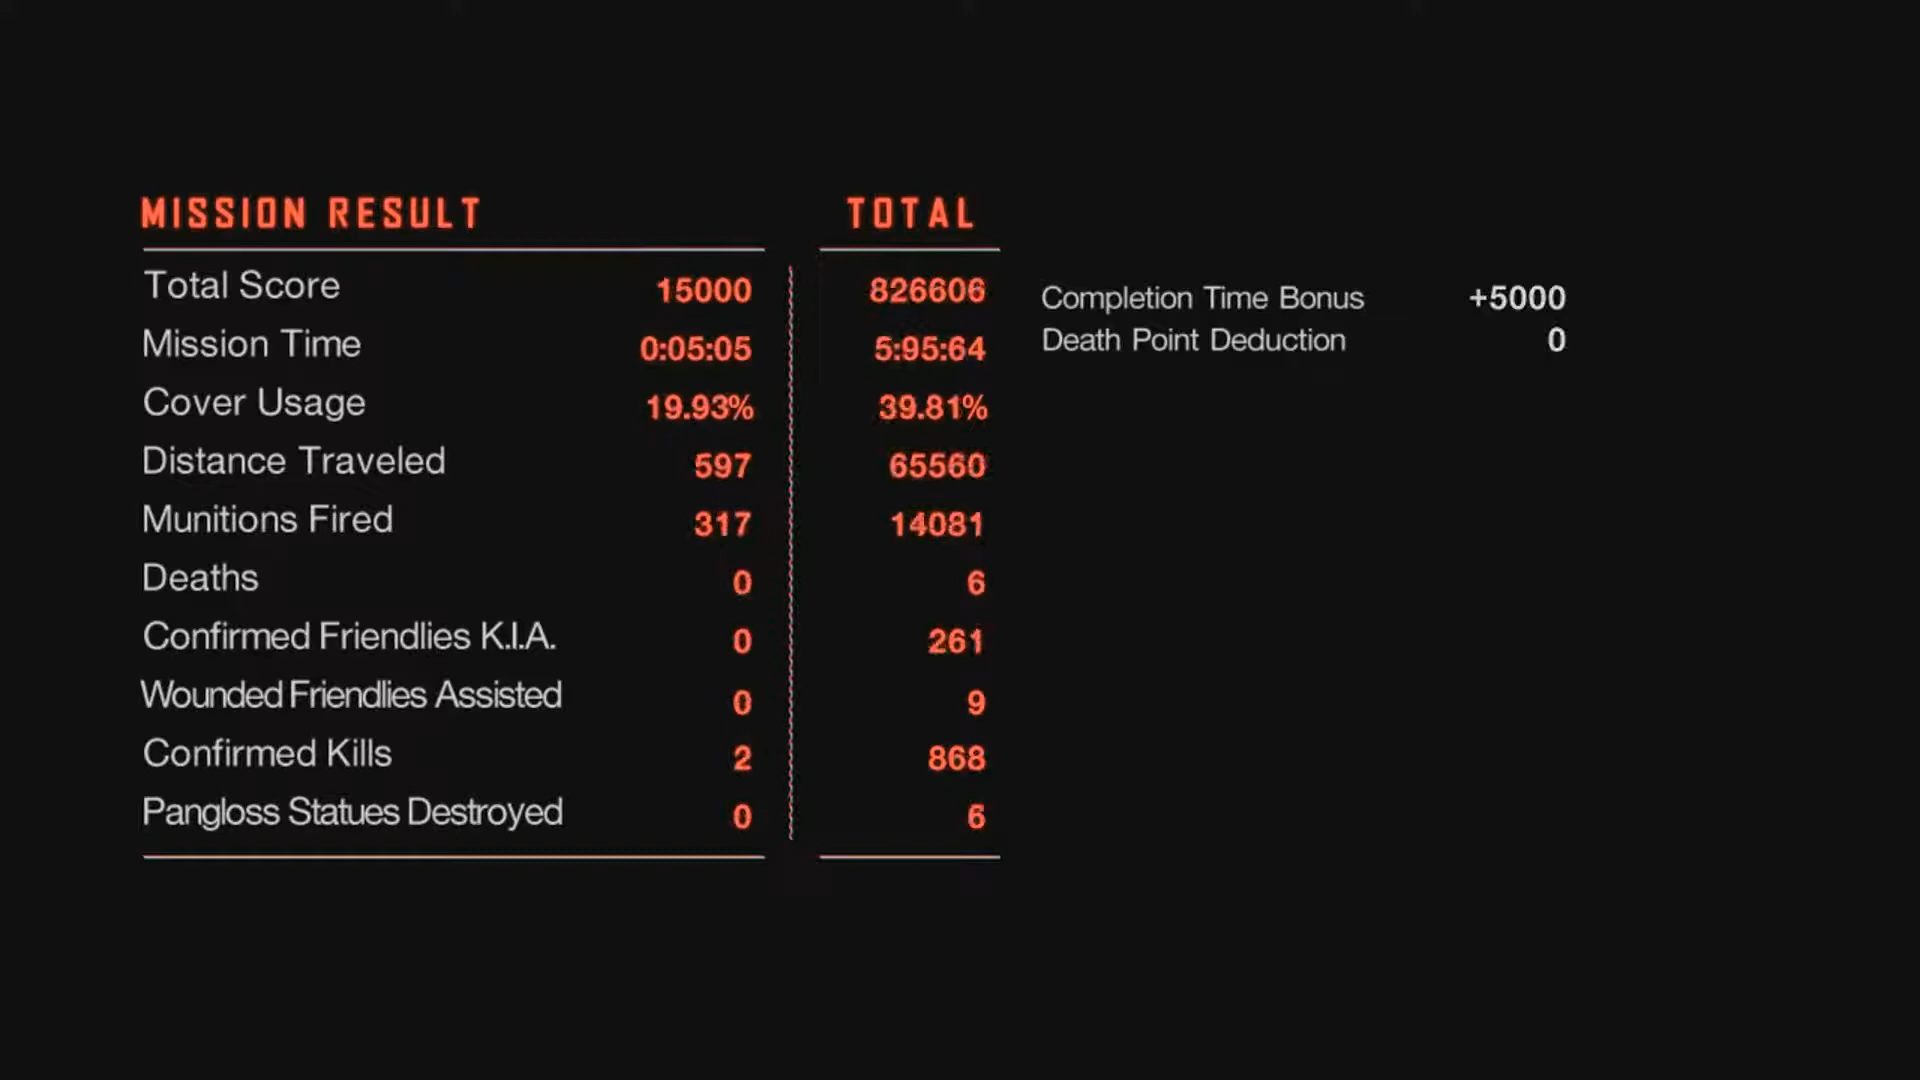 MISSION RESULT TOTAL
Total Score 15000 826606 Completion Time Bonus +5000
Mission Time 0:05:05 5:95:64 Death Point Deduction 0
Cover Usage 19.93% 39.81%
Distance Traveled 597 65560
Munitions Fired 317 14081
Deaths 0 6
Confirmed Friendlies K.I.A. 0 261
Wounded Friendlies Assisted 0 9
Confirmed Kills 2 868
Pangloss Statues Destroyed 0 6